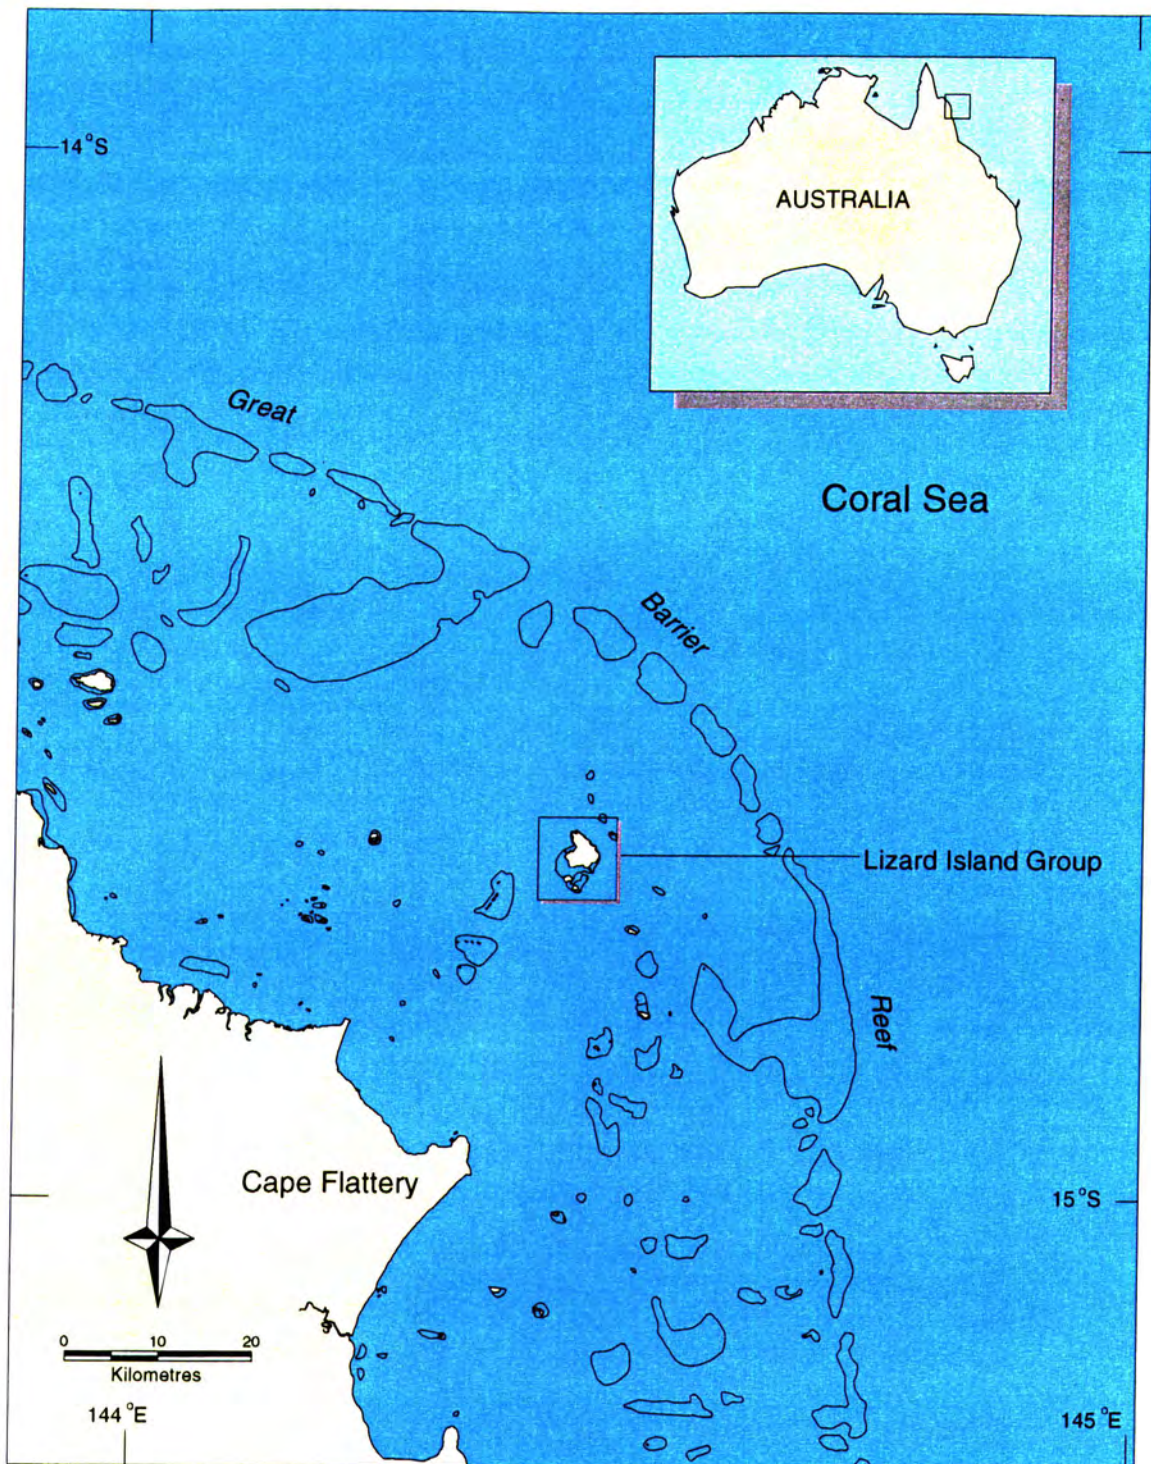 14°S
AUSTRALIA
Great
Coral Sea
Barrier
Lizard Island Group
Reef
Cape Flattery
15°S
0 10 20
Kilometres
144°E
145°E